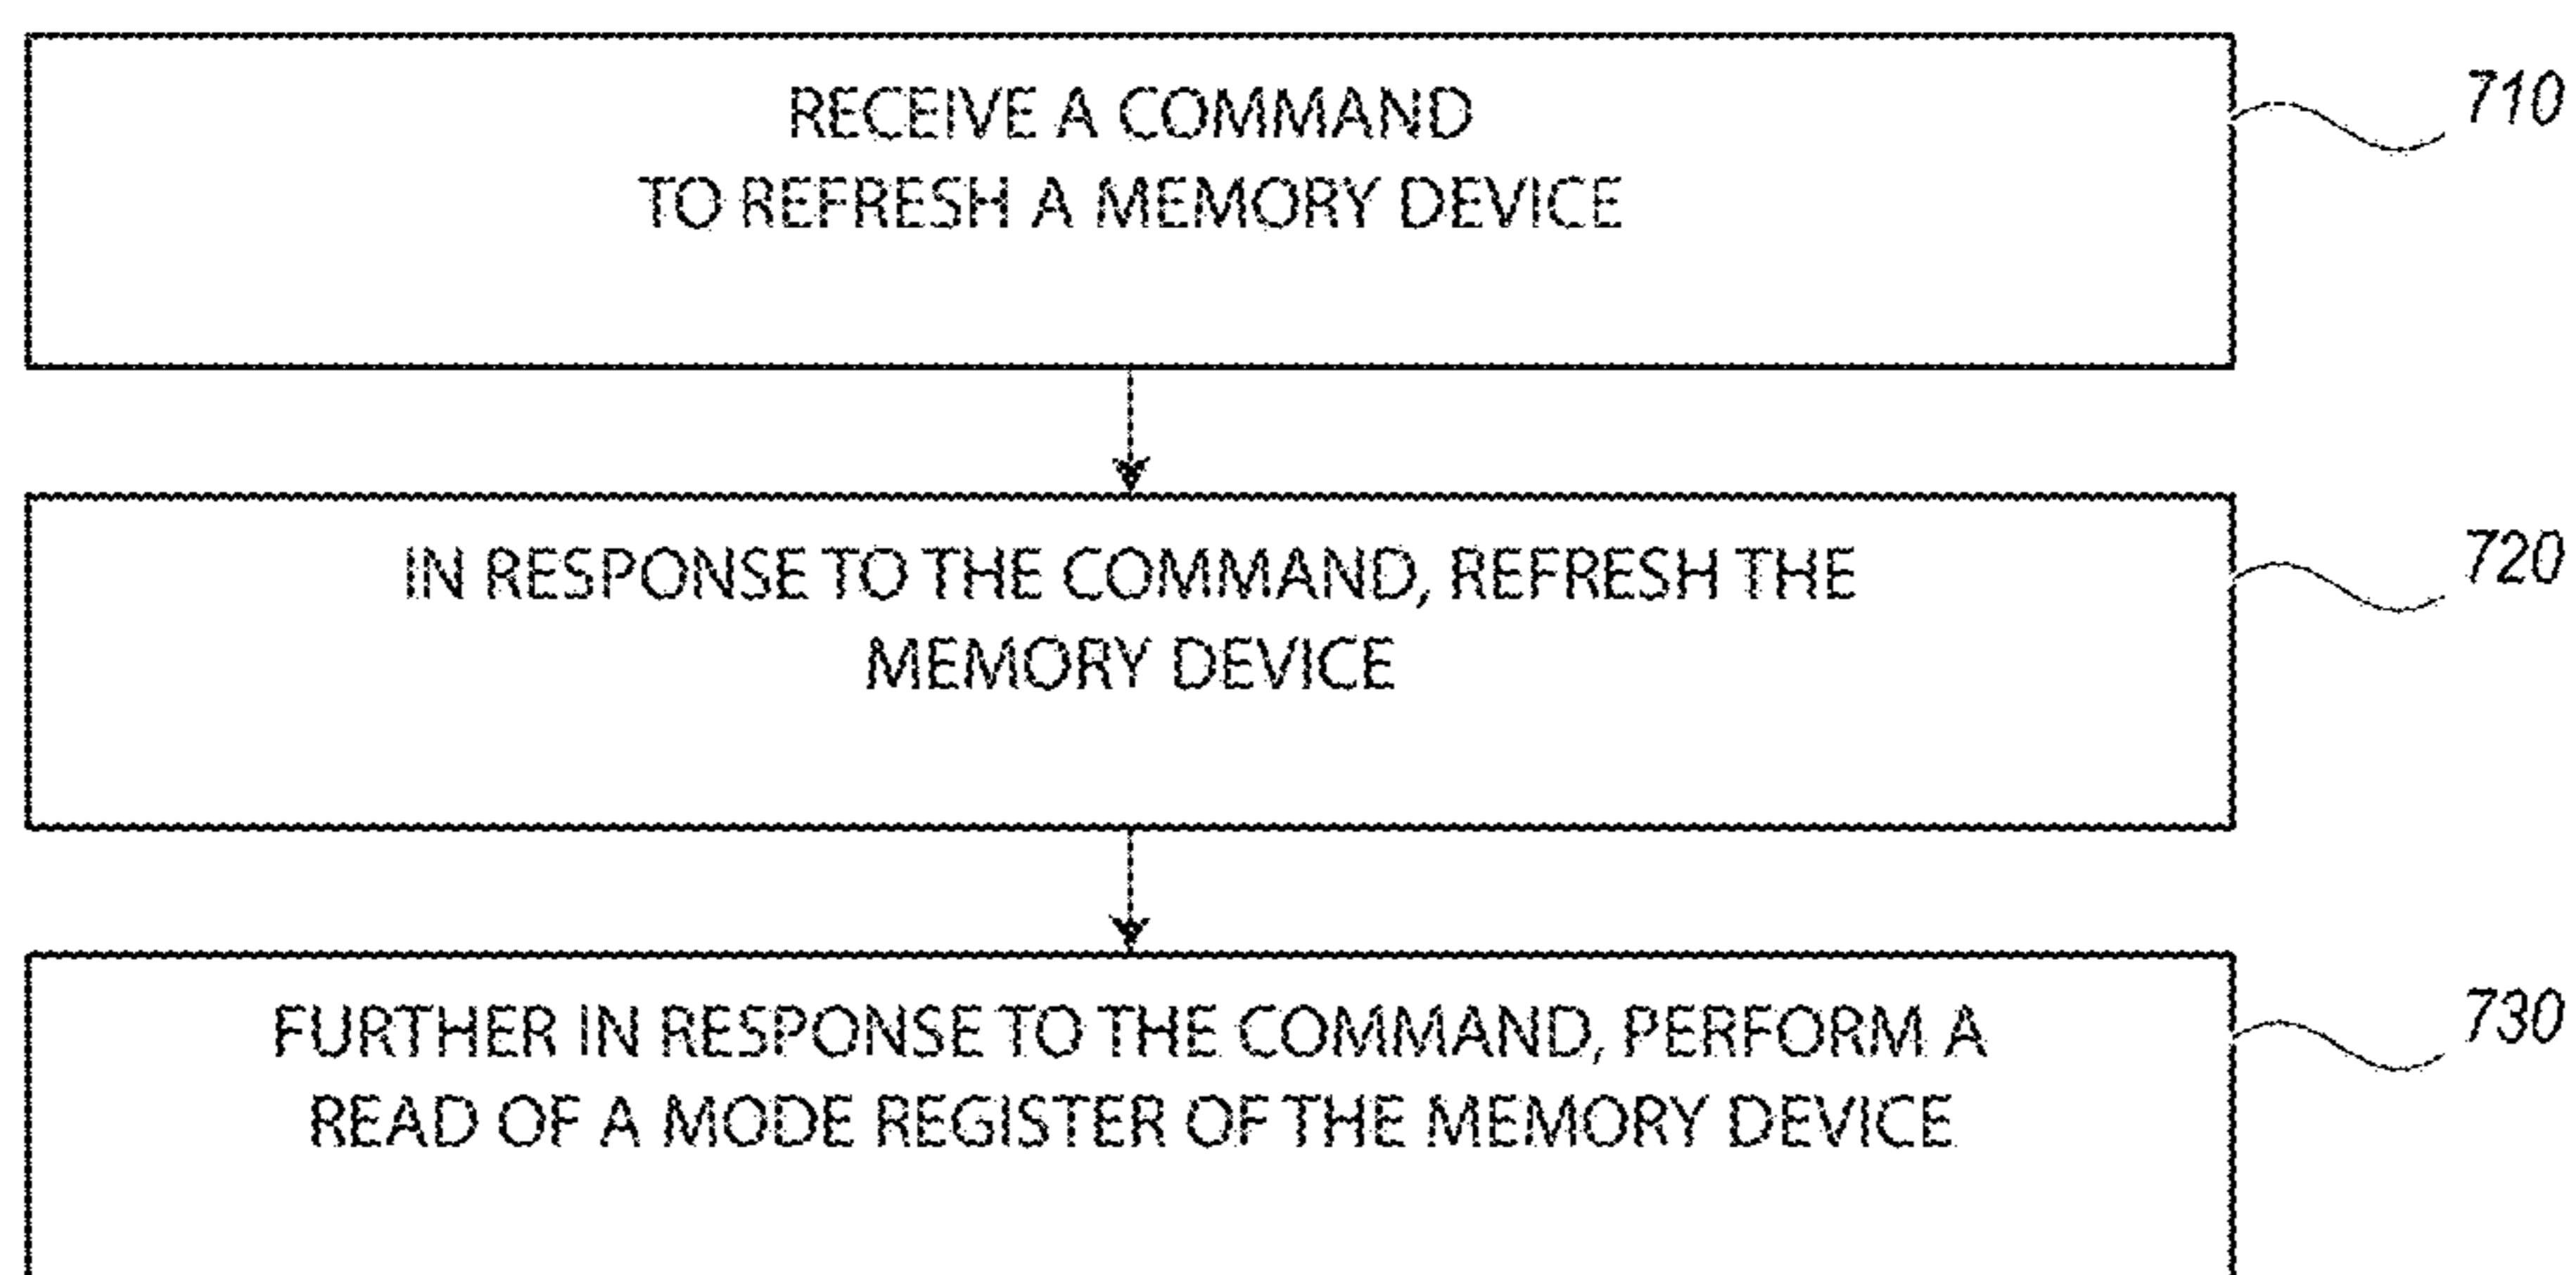 RECEIVE A COMMAND
TO REFRESH A MEMORY DEVICE
710
IN RESPONSE TO THE COMMAND, REFRESH THE
MEMORY DEVICE
720
FURTHER IN RESPONSE TO THE COMMAND, PERFORM A
READ OF A MODE REGISTER OF THE MEMORY DEVICE
730